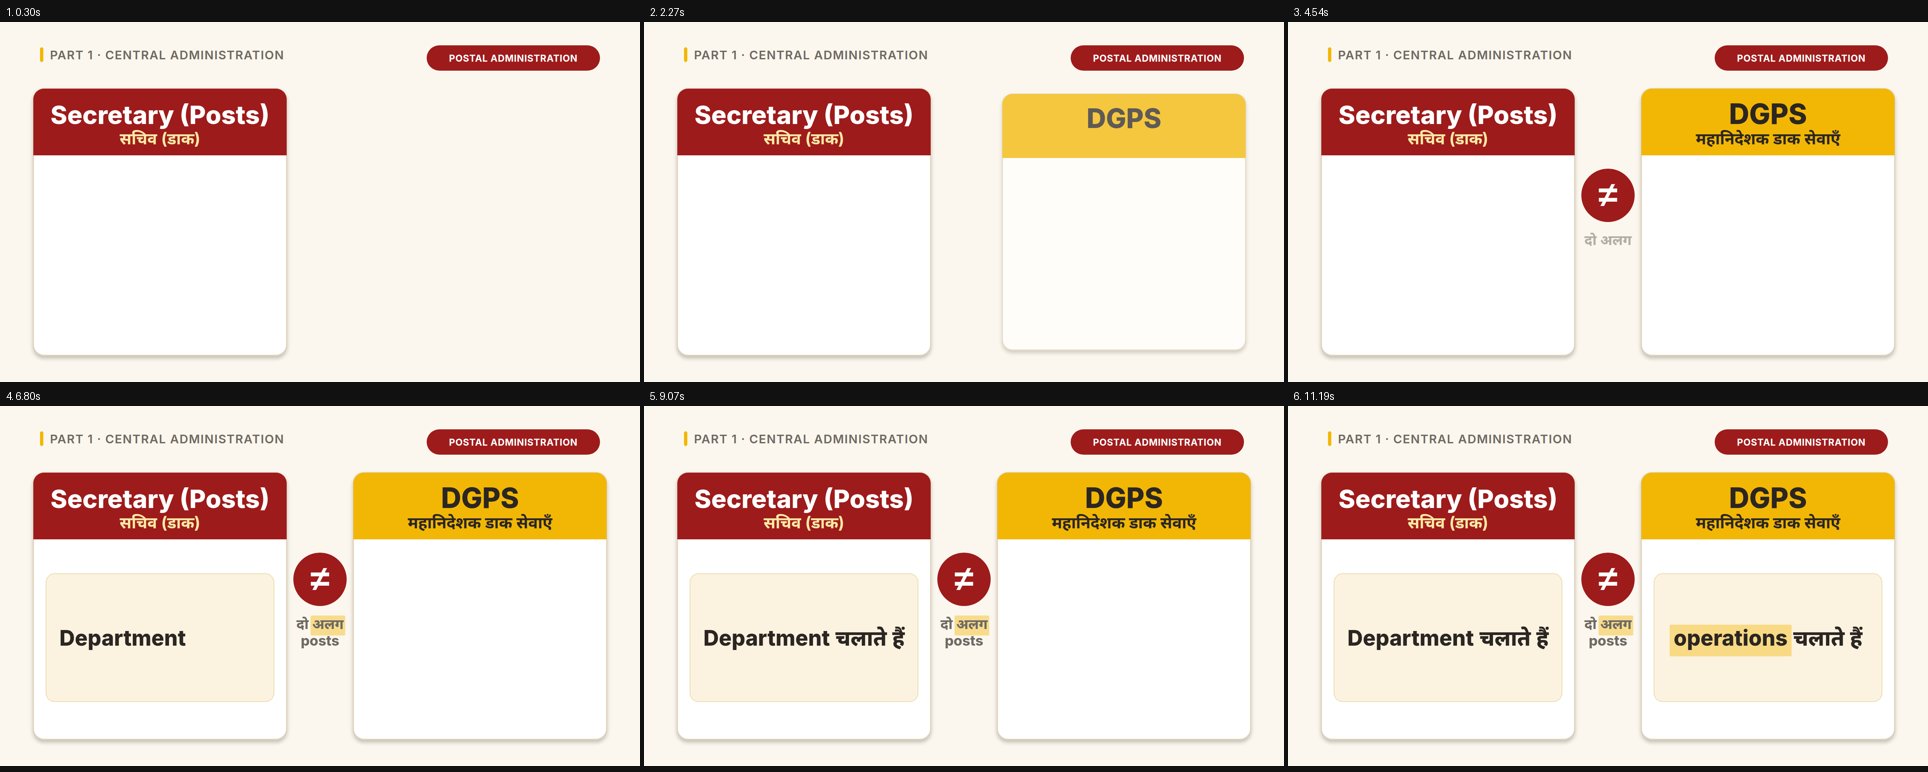 1. 0.30s
PART 1 · CENTRAL ADMINISTRATION
POSTAL ADMINISTRATION
Secretary (Posts)
सचिव (डाक)
2. 2.27s
PART 1 · CENTRAL ADMINISTRATION
POSTAL ADMINISTRATION
Secretary (Posts)
सचिव (डाक)
DGPS
3. 4.54s
PART 1 · CENTRAL ADMINISTRATION
POSTAL ADMINISTRATION
Secretary (Posts)
सचिव (डाक)
≠
दो अलग
DGPS
महानिदेशक डाक सेवाएँ
4. 6.80s
PART 1 · CENTRAL ADMINISTRATION
POSTAL ADMINISTRATION
Secretary (Posts)
सचिव (डाक)
Department
≠
दो अलग
posts
DGPS
महानिदेशक डाक सेवाएँ
5. 9.07s
PART 1 · CENTRAL ADMINISTRATION
POSTAL ADMINISTRATION
Secretary (Posts)
सचिव (डाक)
Department चलाते हैं
≠
दो अलग
posts
DGPS
महानिदेशक डाक सेवाएँ
6. 11.19s
PART 1 · CENTRAL ADMINISTRATION
POSTAL ADMINISTRATION
Secretary (Posts)
सचिव (डाक)
Department चलाते हैं
≠
दो अलग
posts
DGPS
महानिदेशक डाक सेवाएँ
operations चलाते हैं